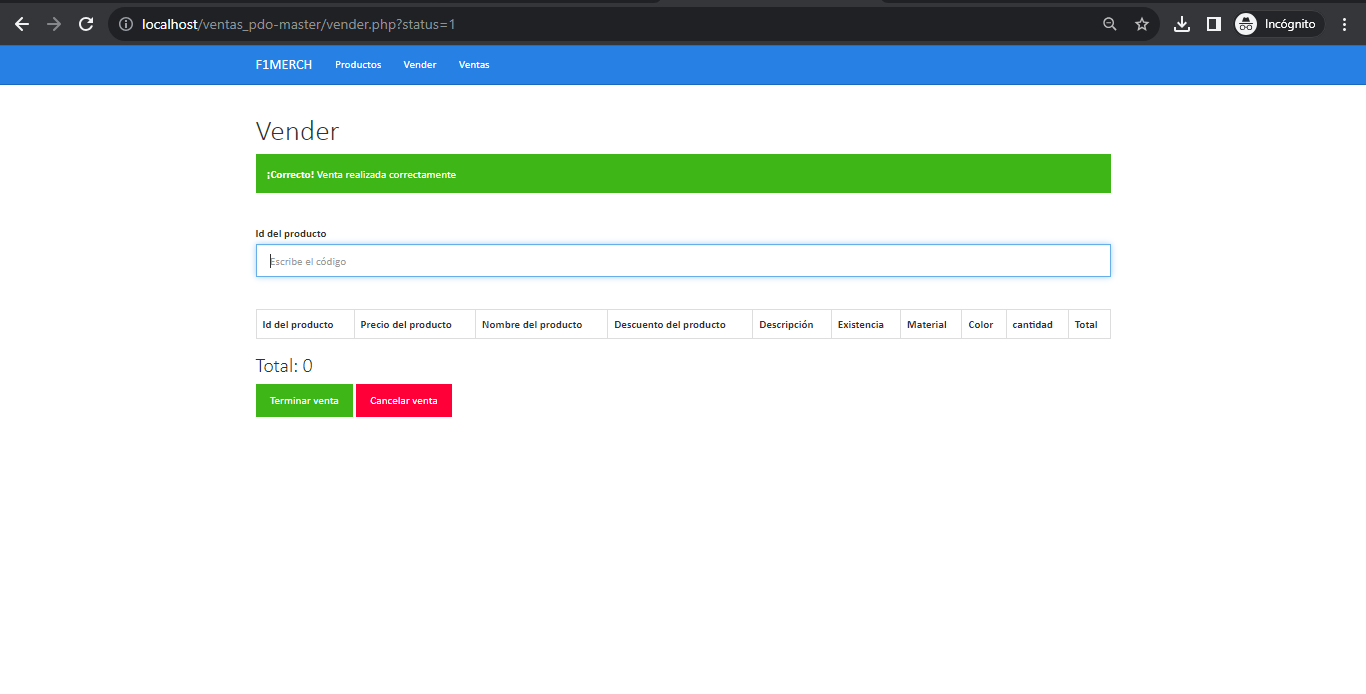 localhost/ventas_pdo-master/vender.php?status=1
Incógnito
F1MERCH Productos Vender Ventas
Vender
¡Correcto! Venta realizada correctamente
Id del producto
Escribe el código
Id del producto Precio del producto Nombre del producto Descuento del producto Descripción Existencia Material Color cantidad Total
Total: 0
Terminar venta Cancelar venta